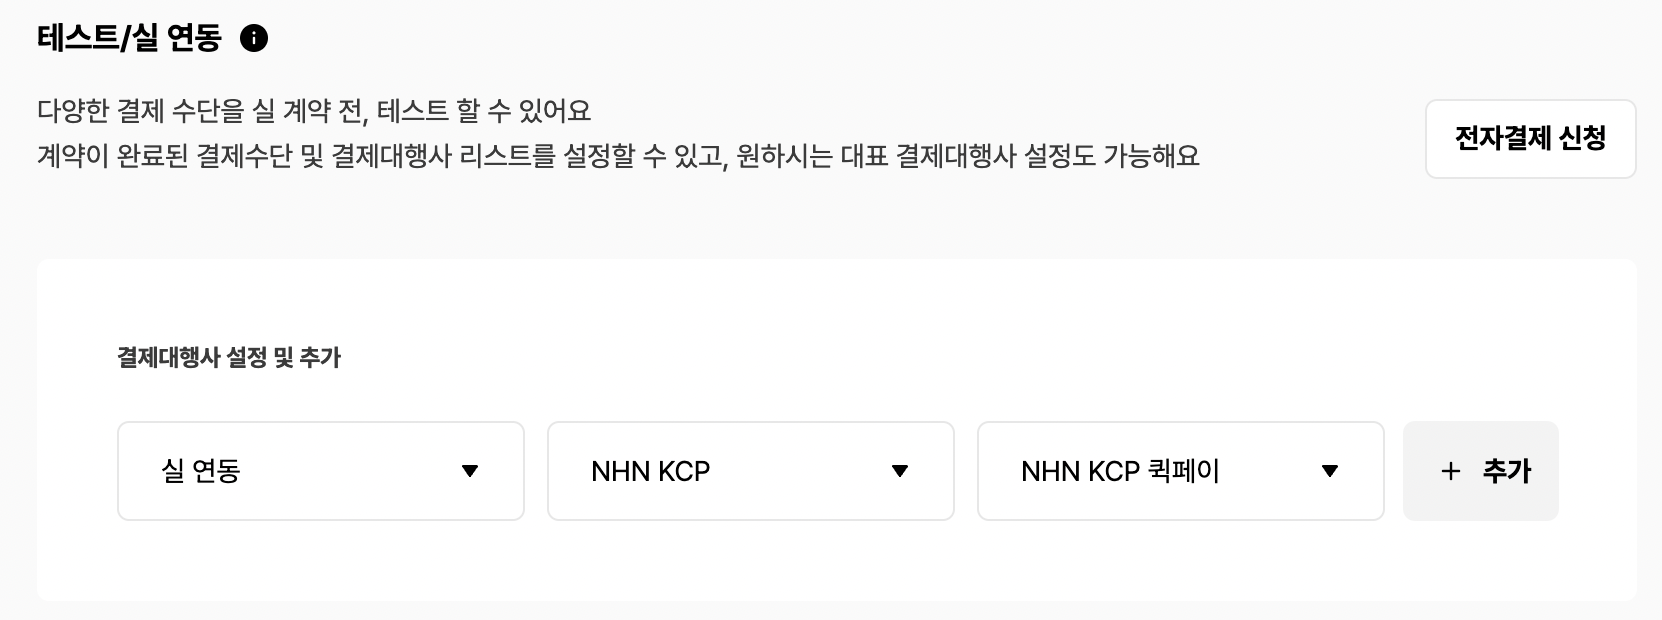 테스트/실 연동
다양한 결제 수단을 실 계약 전, 테스트 할 수 있어요
계약이 완료된 결제수단 및 결제대행사 리스트를 설정할 수 있고, 원하시는 대표 결제대행사 설정도 가능해요
전자결제 신청
결제대행사 설정 및 추가
실 연동
NHN KCP
NHN KCP 퀵페이
+ 추가